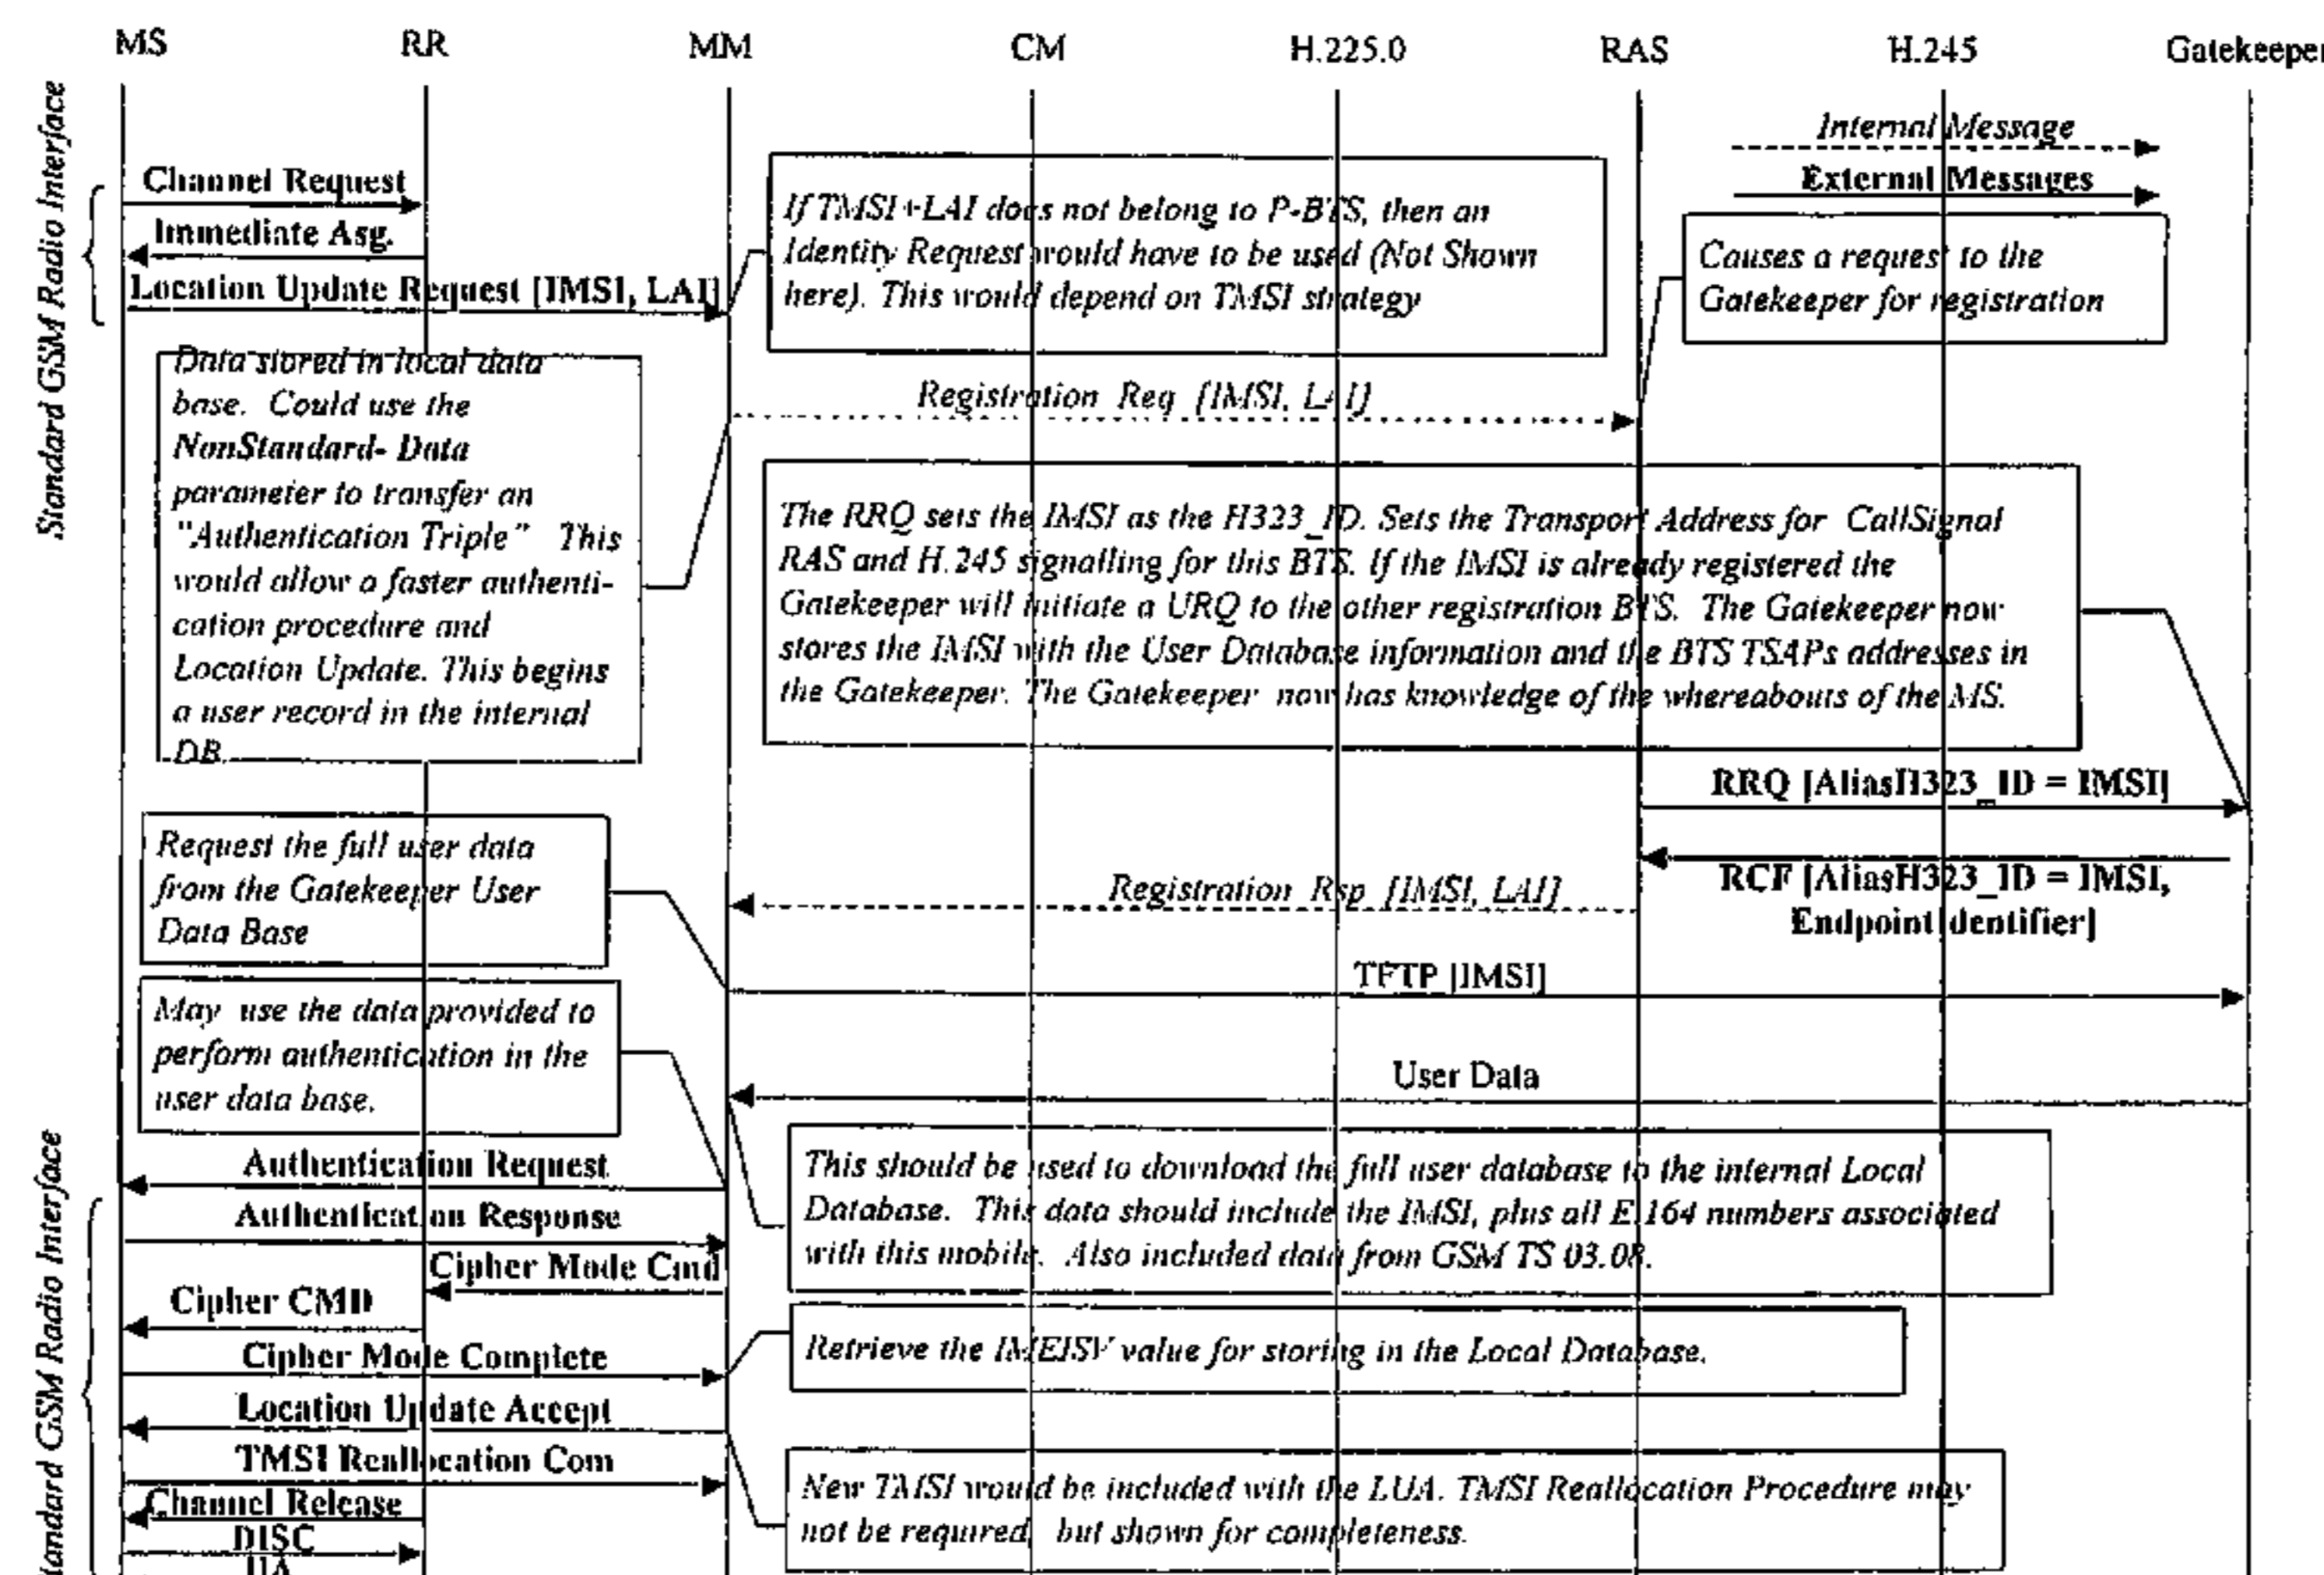 MS RR MM CM H.225.0 RAS H.245 Gatekeeper
Standard GSM Radio Interface
Internal Message
External Messages
Channel Request
Immediate Asg.
Location Update Request [IMSI, LAI]
If TMSI+LAI does not belong to P-BTS, then an
Identity Request would have to be used (Not Shown
here). This would depend on TMSI strategy
Causes a request to the
Gatekeeper for registration
Data stored in local data
base. Could use the
NonStandard- Data
parameter to transfer an
"Authentication Triple" This
would allow a faster authenti-
cation procedure and
Location Update. This begins
a user record in the internal
DB
Registration Req [IMSI, LAI]
The RRQ sets the IMSI as the H323_ID. Sets the Transport Address for CallSignal
RAS and H.245 signalling for this BTS. If the IMSI is already registered the
Gatekeeper will initiate a URQ to the other registration BTS. The Gatekeeper now
stores the IMSI with the User Database information and the BTS TSAPs addresses in
the Gatekeeper. The Gatekeeper now has knowledge of the whereabouts of the MS.
RRQ [AliasH323_ID = IMSI]
RCF [AliasH323_ID = IMSI,
EndpointIdentifier]
Request the full user data
from the Gatekeeper User
Data Base
Registration Rsp [IMSI, LAI]
TFTP [IMSI]
May use the data provided to
perform authentication in the
user data base.
User Data
Standard GSM Radio Interface
Authentication Request
Authentication Response
This should be used to download the full user database to the internal Local
Database. This data should include the IMSI, plus all E.164 numbers associated
with this mobile. Also included data from GSM TS 03.08.
Cipher Mode Cmd
Cipher CMD
Cipher Mode Complete
Retrieve the IMEISV value for storing in the Local Database.
Location Update Accept
TMSI Reallocation Com
New TMSI would be included with the LUA. TMSI Reallocation Procedure may
not be required, but shown for completeness.
Channel Release
DISC
UA